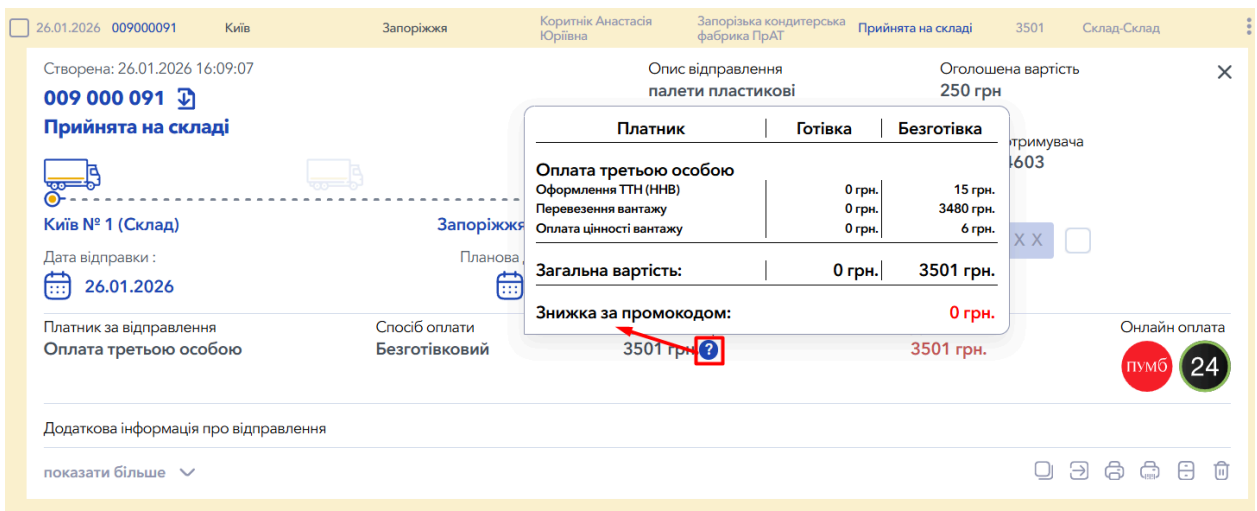 26.01.2026 009000091 Київ Запоріжжя Коритнік Анастасія Юріївна Запорізька кондитерська фабрика ПрАТ Прийнята на складі 3501 Склад-Склад
Створена: 26.01.2026 16:09:07
Опис відправлення
Оголошена вартість
009 000 091
палети пластикові
250 грн
Прийнята на складі
Платник Готівка Безготівка
тримувача
4603
Оплата третьою особою
Оформлення ТТН (ННВ) 0 грн. 15 грн.
Перевезення вантажу 0 грн. 3480 грн.
Оплата цінності вантажу 0 грн. 6 грн.
Загальна вартість: 0 грн. 3501 грн.
Знижка за промокодом: 0 грн.
Київ № 1 (Склад)
Запоріжжя
X X
Дата відправки :
Планова
26.01.2026
Платник за відправлення
Спосіб оплати
Онлайн оплата
Оплата третьою особою
Безготівковий
3501 грн ?
3501 грн.
ПУМБ 24
Додаткова інформація про відправлення
показати більше